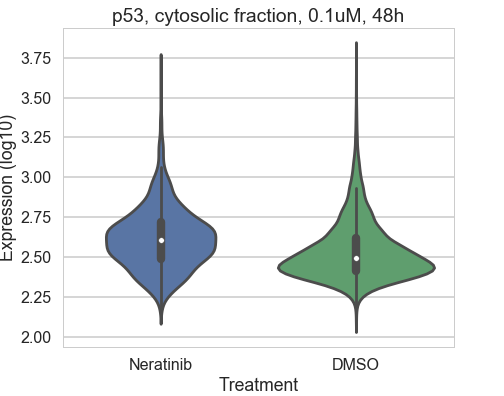 p53, cytosolic fraction, 0.1uM, 48h
Expression (log10)
3.75
3.50
3.25
3.00
2.75
2.50
2.25
2.00
Neratinib DMSO
Treatment